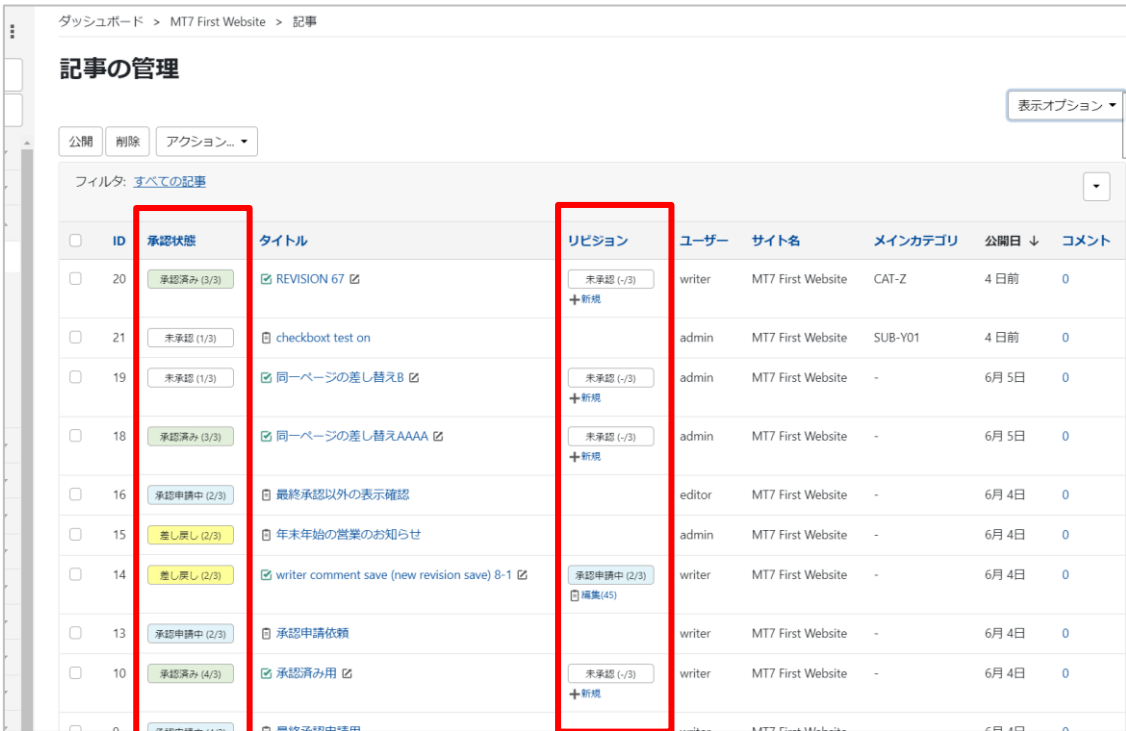 ダッシュボード > MT7 First Website > 記事
記事の管理
表示オプション
公開 削除 アクション...
フィルタ: すべての記事
ID 承認状態 タイトル リビジョン ユーザー サイト名 メインカテゴリ 公開日 ↓ コメント
20 承認済み (3/3) REVISION 67 未承認 (-/3) writer MT7 First Website CAT-Z 4 日前 0
+新規
21 未承認 (1/3) checkboxt test on admin MT7 First Website SUB-Y01 4 日前 0
19 未承認 (1/3) 同一ページの差し替えB 未承認 (-/3) admin MT7 First Website - 6月 5日 0
+新規
18 承認済み (3/3) 同一ページの差し替えAAAA 未承認 (-/3) admin MT7 First Website - 6月 5日 0
+新規
16 承認申請中 (2/3) 最終承認以外の表示確認 editor MT7 First Website - 6月 4日 0
15 差し戻し (2/3) 年末年始の営業のお知らせ admin MT7 First Website - 6月 4日 0
14 差し戻し (2/3) writer comment save (new revision save) 8-1 承認申請中 (2/3) writer MT7 First Website - 6月 4日 0
編集(45)
13 承認申請中 (2/3) 承認申請依頼 writer MT7 First Website - 6月 4日 0
10 承認済み (4/3) 承認済み用 未承認 (-/3) writer MT7 First Website - 6月 4日 0
+新規
最終承認申請用 writer MT7 First Website 6月 4日